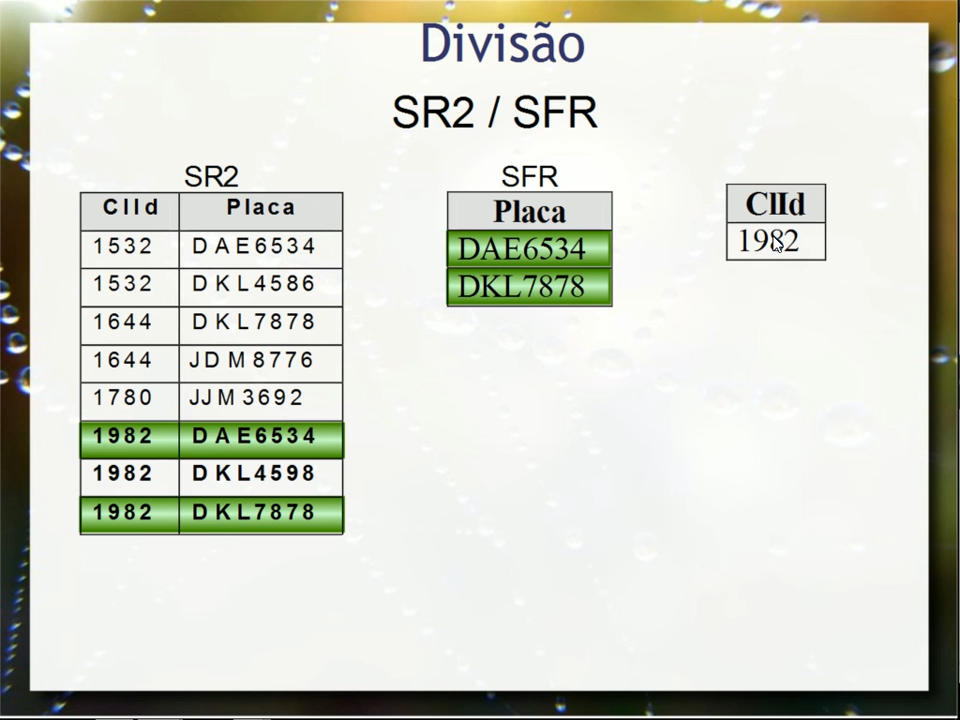 Divisão
SR2 / SFR
SR2
ClId Placa
1532 DAE6534
1532 DKL4586
1644 DKL7878
1644 JDM8776
1780 JJM3692
1982 DAE6534
1982 DKL4598
1982 DKL7878
SFR
Placa
DAE6534
DKL7878
ClId
1982